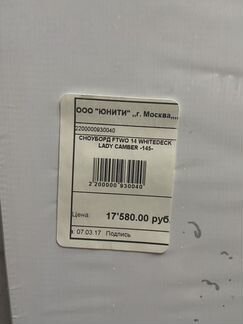 ООО "ЮНИТИ" ,,г. Москва,,,,
2200000930040
СНОУБОРД FTWO 14 WHITEDECK
LADY CAMBER -145-
2 200000 930040
Цена: 17'580.00 руб
а: 07.03.17 Подпись